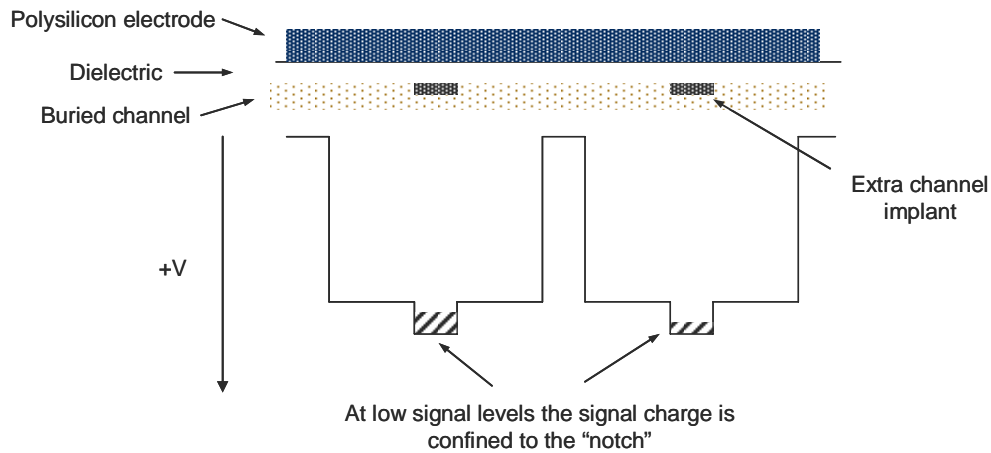 Polysilicon electrode
Dielectric
Buried channel
Extra channel
implant
+V
At low signal levels the signal charge is
confined to the “notch”